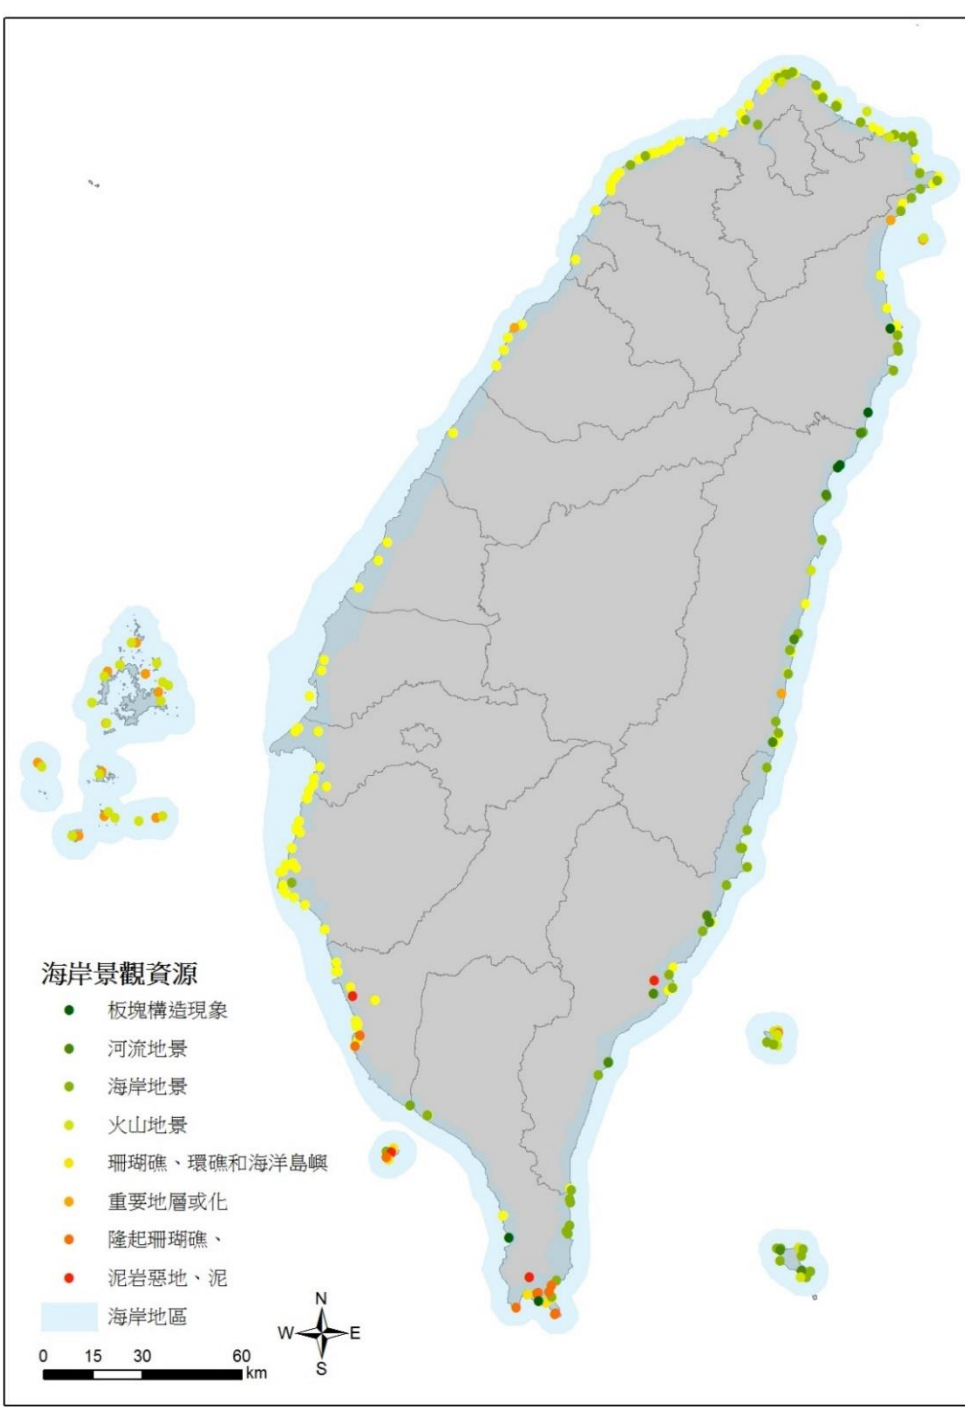 海岸景觀資源
板塊構造現象
河流地景
海岸地景
火山地景
珊瑚礁、環礁和海洋島嶼
重要地層或化
隆起珊瑚礁、
泥岩惡地、泥
海岸地區
N
W E
S
0 15 30 60
km